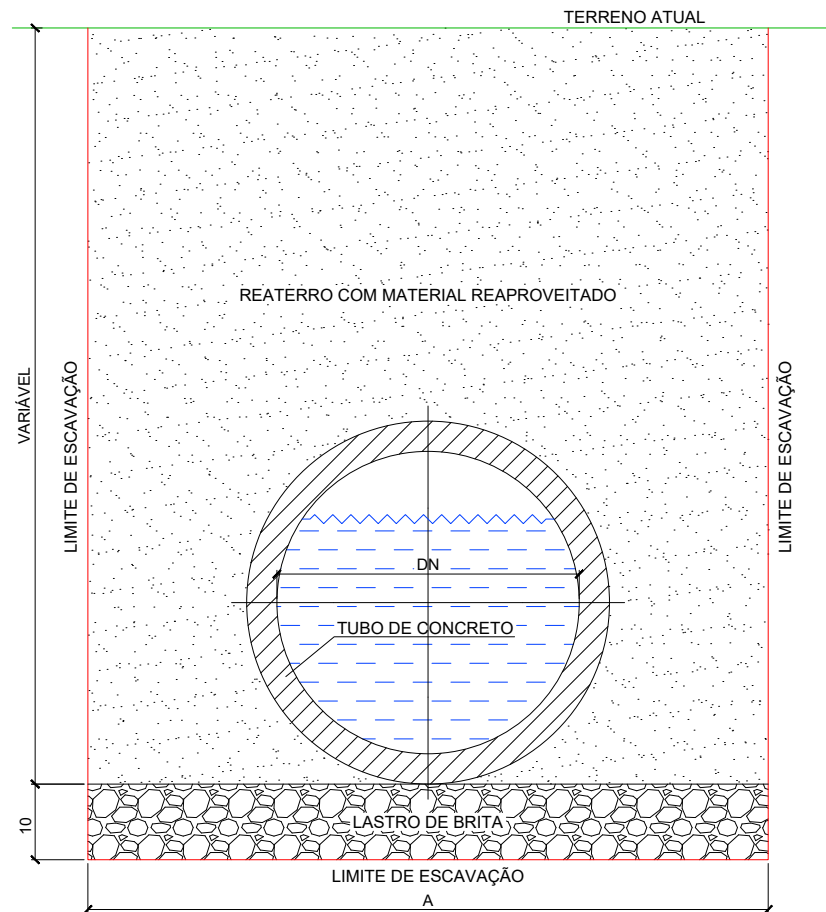 TERRENO ATUAL
REATERRO COM MATERIAL REAPROVEITADO
VARIÁVEL
LIMITE DE ESCAVAÇÃO
LIMITE DE ESCAVAÇÃO
DN
TUBO DE CONCRETO
10
LASTRO DE BRITA
LIMITE DE ESCAVAÇÃO
A